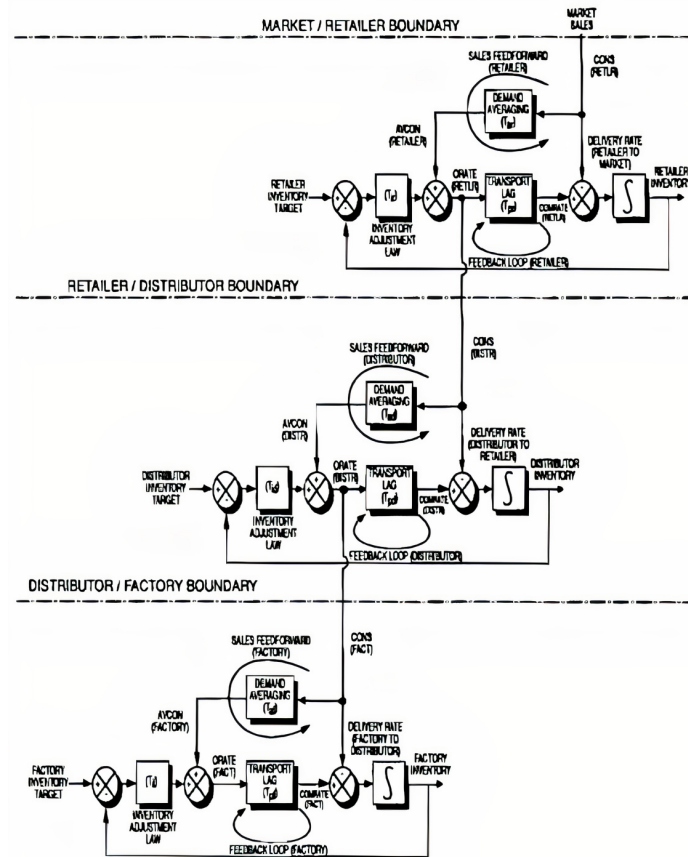 MARKET / RETAILER BOUNDARY
MARKET
SALES
SALES FEEDFORWARD
(RETAILER)
CONS
(RETLR)
DEMAND
AVERAGING
AVCON
(RETAILER)
DELIVERY RATE
(RETAILER TO
MARKET)
RETAILER
INVENTORY
TARGET
ORATE
(RETLR)
TRANSPORT
LAG
COMRATE
(RETLR)
RETAILER
INVENTORY
INVENTORY
ADJUSTMENT
LAW
FEEDBACK LOOP (RETAILER)
RETAILER / DISTRIBUTOR BOUNDARY
SALES FEEDFORWARD
(DISTRIBUTOR)
CONS
(DISTR)
DEMAND
AVERAGING
AVCON
(DISTR)
DELIVERY RATE
(DISTRIBUTOR TO
RETAILER)
DISTRIBUTOR
INVENTORY
TARGET
ORATE
(DISTR)
TRANSPORT
LAG
COMRATE
(DISTR)
DISTRIBUTOR
INVENTORY
INVENTORY
ADJUSTMENT
LAW
FEEDBACK LOOP (DISTRIBUTOR)
DISTRIBUTOR / FACTORY BOUNDARY
SALES FEEDFORWARD
(FACTORY)
CONS
(FACT)
DEMAND
AVERAGING
AVCON
(FACTORY)
DELIVERY RATE
(FACTORY TO
DISTRIBUTOR)
FACTORY
INVENTORY
TARGET
ORATE
(FACT)
TRANSPORT
LAG
COMRATE
(FACT)
FACTORY
INVENTORY
INVENTORY
ADJUSTMENT
LAW
FEEDBACK LOOP (FACTORY)